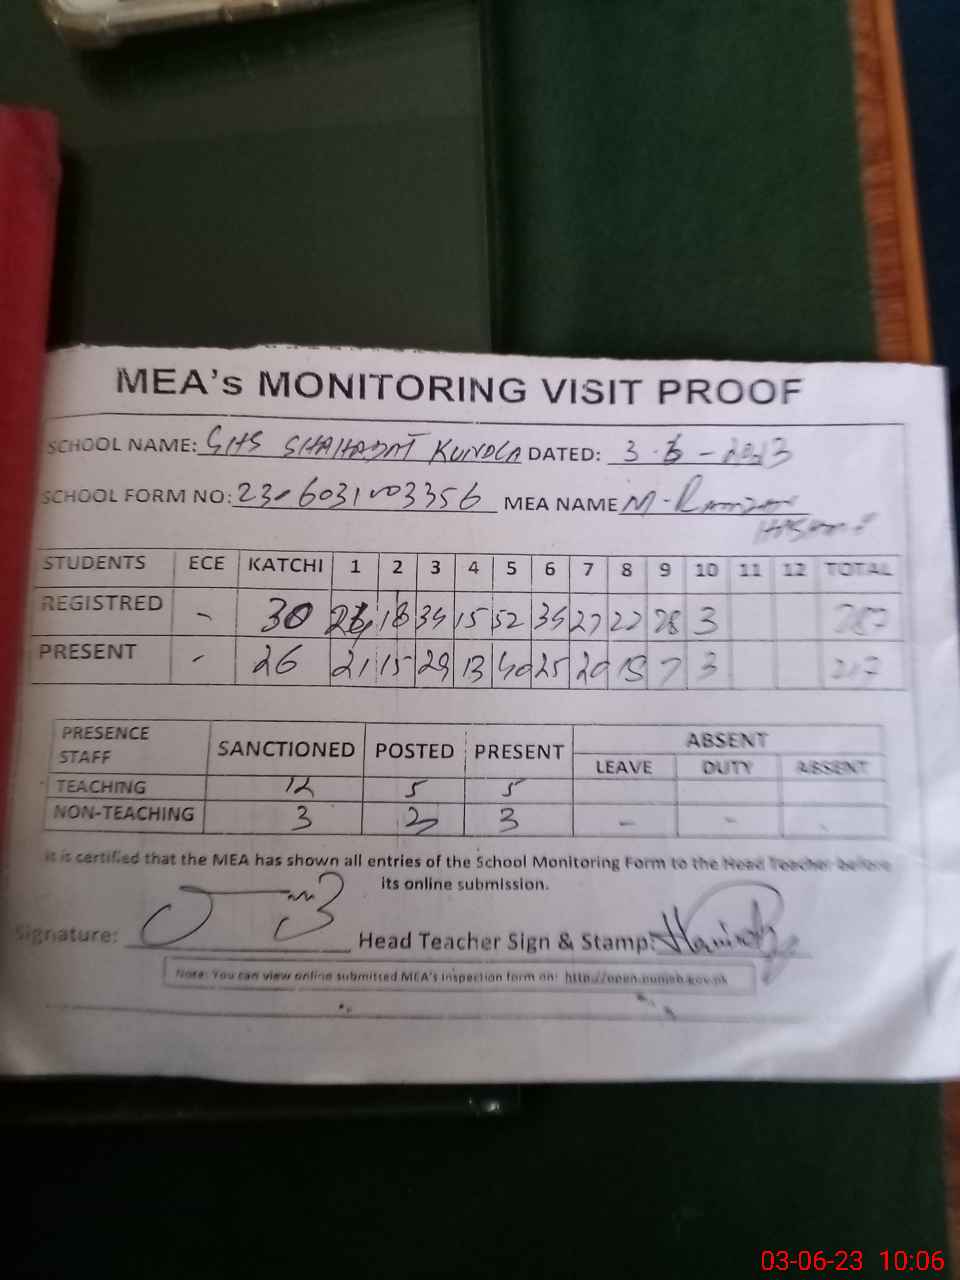 MEA's MONITORING VISIT PROOF
SCHOOL NAME: GHS SHAHADAT KUNDLA DATED: 3-6-2023
SCHOOL FORM NO: 23-6031-03356 MEA NAME M-Ramzan
STUDENTS ECE KATCHI 1 2 3 4 5 6 7 8 9 10 11 12 TOTAL
REGISTRED - 30 18 34 15 52 34 27 22 28 3 287
PRESENT - 26 21 15 29 13 40 25 20 18 7 3 217
PRESENCE STAFF SANCTIONED POSTED PRESENT ABSENT
LEAVE DUTY ABSENT
TEACHING 12 5 5
NON-TEACHING 3 3 3 - - -
It is certified that the MEA has shown all entries of the School Monitoring Form to the Head Teacher before
its online submission.
Signature: Head Teacher Sign & Stamp:
Note: You can view online submitted MEA's inspection form on: http://open.punjab.gov.pk
03-06-23 10:06